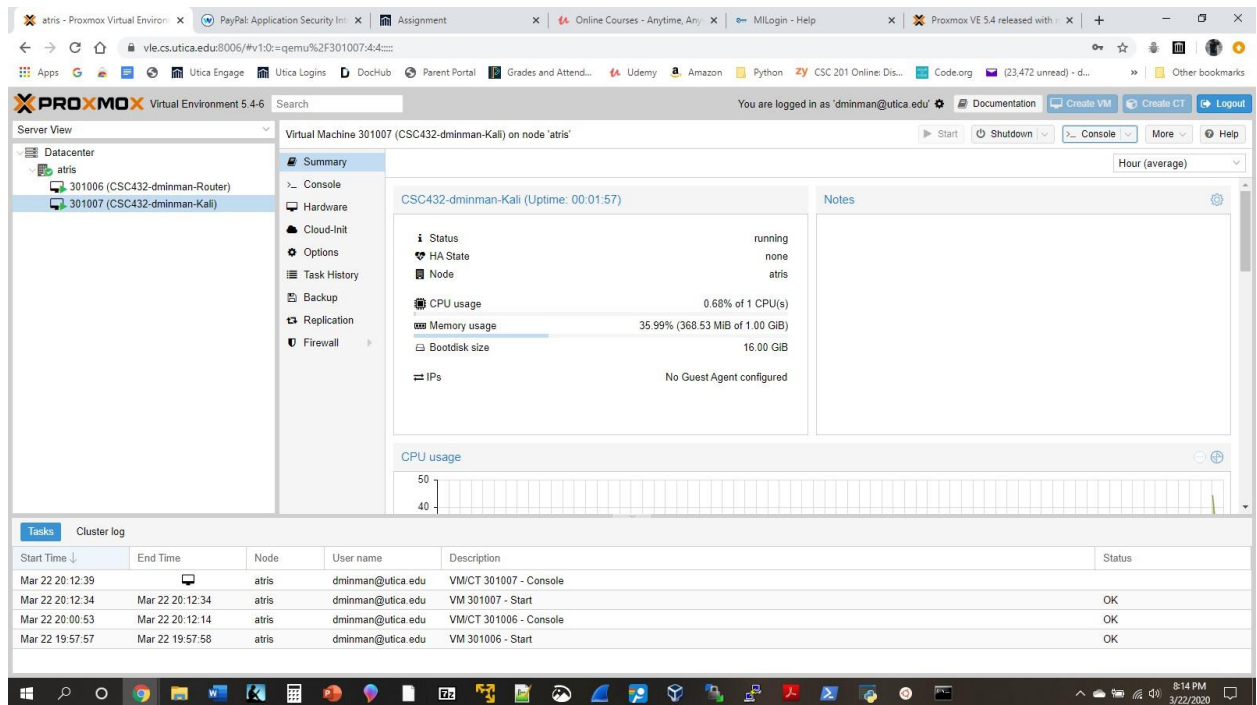 atris - Proxmox Virtual Environ
PayPal: Application Security Int
Assignment
Online Courses - Anytime, Any
MILogin - Help
Proxmox VE 5.4 released with
vle.cs.utica.edu:8006/#v1:0:=qemu%2F301007:4:4:::::
Apps
Utica Engage
Utica Logins
DocHub
Parent Portal
Grades and Attend...
Udemy
Amazon
Python
CSC 201 Online: Dis...
Code.org
(23,472 unread) - d...
»
Other bookmarks
PROXMOX Virtual Environment 5.4-6
Search
You are logged in as 'dminman@utica.edu'
Documentation
Create VM
Create CT
Logout
Server View
Datacenter
atris
301006 (CSC432-dminman-Router)
301007 (CSC432-dminman-Kali)
Virtual Machine 301007 (CSC432-dminman-Kali) on node 'atris'
Start
Shutdown
Console
More
Help
Summary
Console
Hardware
Cloud-Init
Options
Task History
Backup
Replication
Firewall
Hour (average)
CSC432-dminman-Kali (Uptime: 00:01:57)
Status running
HA State none
Node atris
CPU usage 0.68% of 1 CPU(s)
Memory usage 35.99% (368.53 MiB of 1.00 GiB)
Bootdisk size 16.00 GiB
IPs No Guest Agent configured
Notes
CPU usage
50
40
Tasks Cluster log
Start Time End Time Node User name Description Status
Mar 22 20:12:39 atris dminman@utica.edu VM/CT 301007 - Console
Mar 22 20:12:34 Mar 22 20:12:34 atris dminman@utica.edu VM 301007 - Start OK
Mar 22 20:00:53 Mar 22 20:12:14 atris dminman@utica.edu VM/CT 301006 - Console OK
Mar 22 19:57:57 Mar 22 19:57:58 atris dminman@utica.edu VM 301006 - Start OK
8:14 PM
3/22/2020